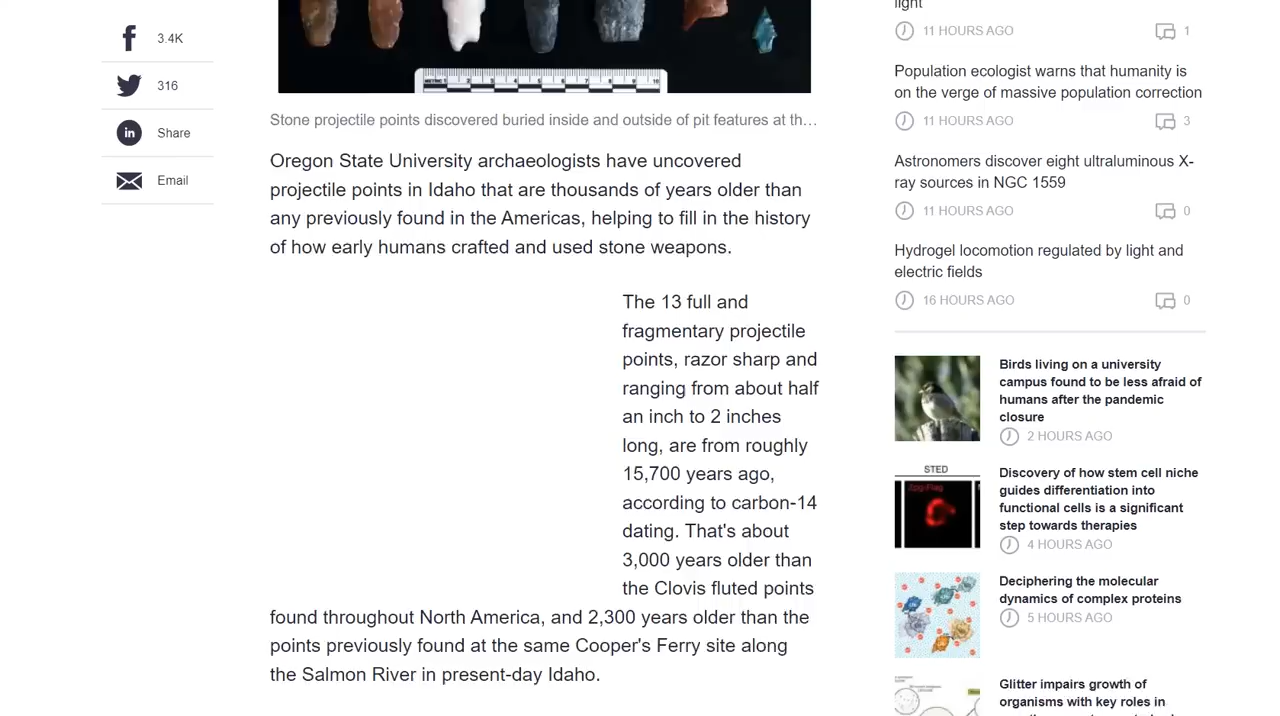 3.4K
316
Share
Email
Stone projectile points discovered buried inside and outside of pit features at th…
Oregon State University archaeologists have uncovered
projectile points in Idaho that are thousands of years older than
any previously found in the Americas, helping to fill in the history
of how early humans crafted and used stone weapons.
The 13 full and
fragmentary projectile
points, razor sharp and
ranging from about half
an inch to 2 inches
long, are from roughly
15,700 years ago,
according to carbon-14
dating. That's about
3,000 years older than
the Clovis fluted points
found throughout North America, and 2,300 years older than the
points previously found at the same Cooper's Ferry site along
the Salmon River in present-day Idaho.
light
11 HOURS AGO 1
Population ecologist warns that humanity is
on the verge of massive population correction
11 HOURS AGO 3
Astronomers discover eight ultraluminous X-
ray sources in NGC 1559
11 HOURS AGO 0
Hydrogel locomotion regulated by light and
electric fields
16 HOURS AGO 0
Birds living on a university
campus found to be less afraid of
humans after the pandemic
closure
2 HOURS AGO
STED
Discovery of how stem cell niche
guides differentiation into
functional cells is a significant
step towards therapies
4 HOURS AGO
Deciphering the molecular
dynamics of complex proteins
5 HOURS AGO
Glitter impairs growth of
organisms with key roles in